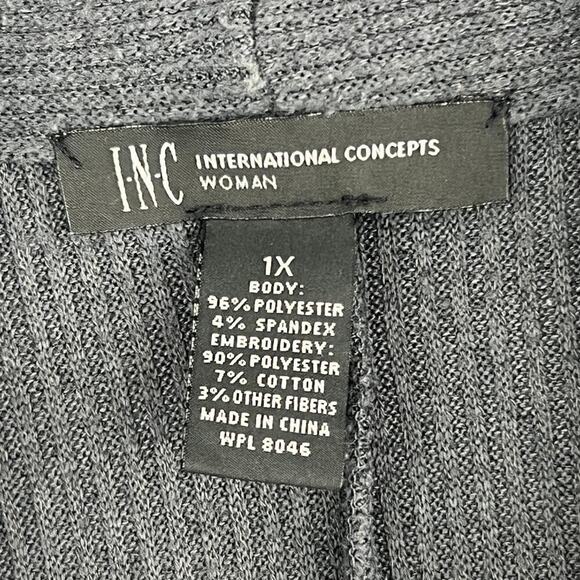 I·N·C INTERNATIONAL CONCEPTS
WOMAN
1X
BODY:
96% POLYESTER
4% SPANDEX
EMBROIDERY:
90% POLYESTER
7% COTTON
3% OTHER FIBERS
MADE IN CHINA
WPL 8046